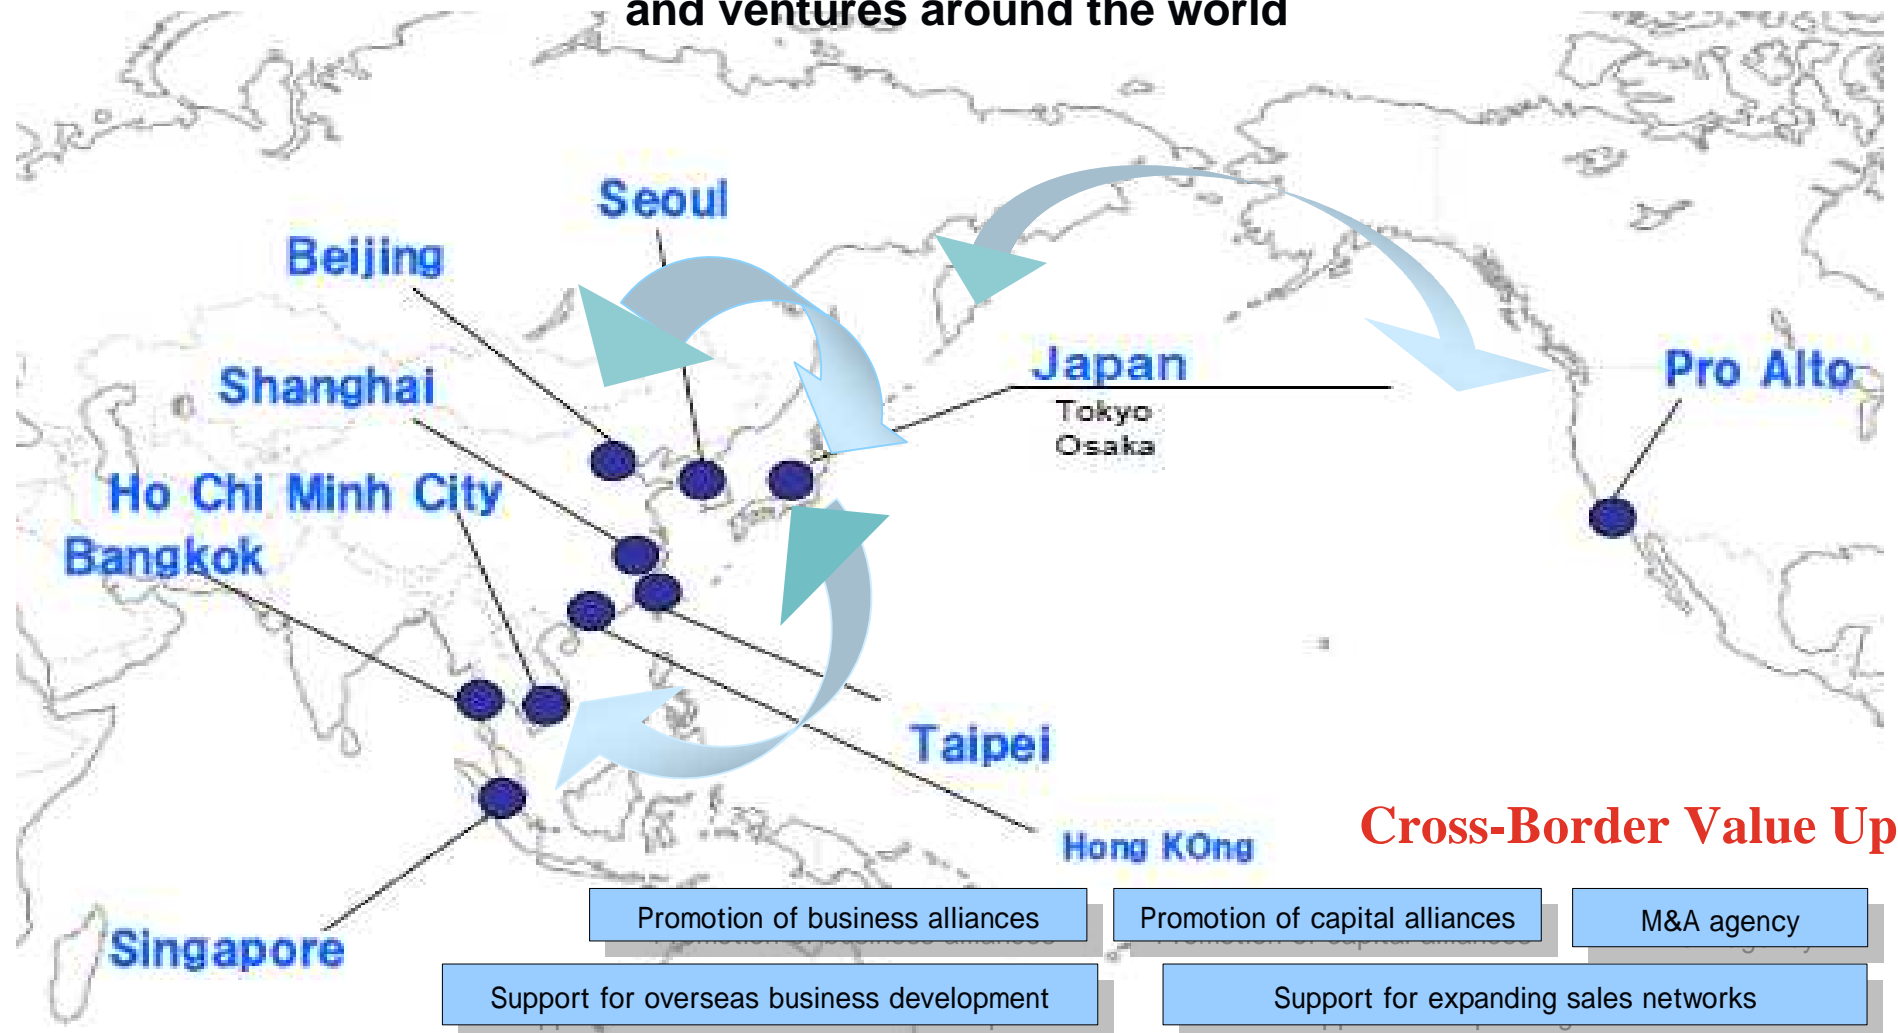 and ventures around the world
Seoul
Beijing
Japan
Tokyo
Osaka
Pro Alto
Shanghai
Ho Chi Minh City
Bangkok
Taipei
Hong KOng
Cross-Border Value Up
Singapore
Promotion of business alliances
Promotion of capital alliances
M&A agency
Support for overseas business development
Support for expanding sales networks